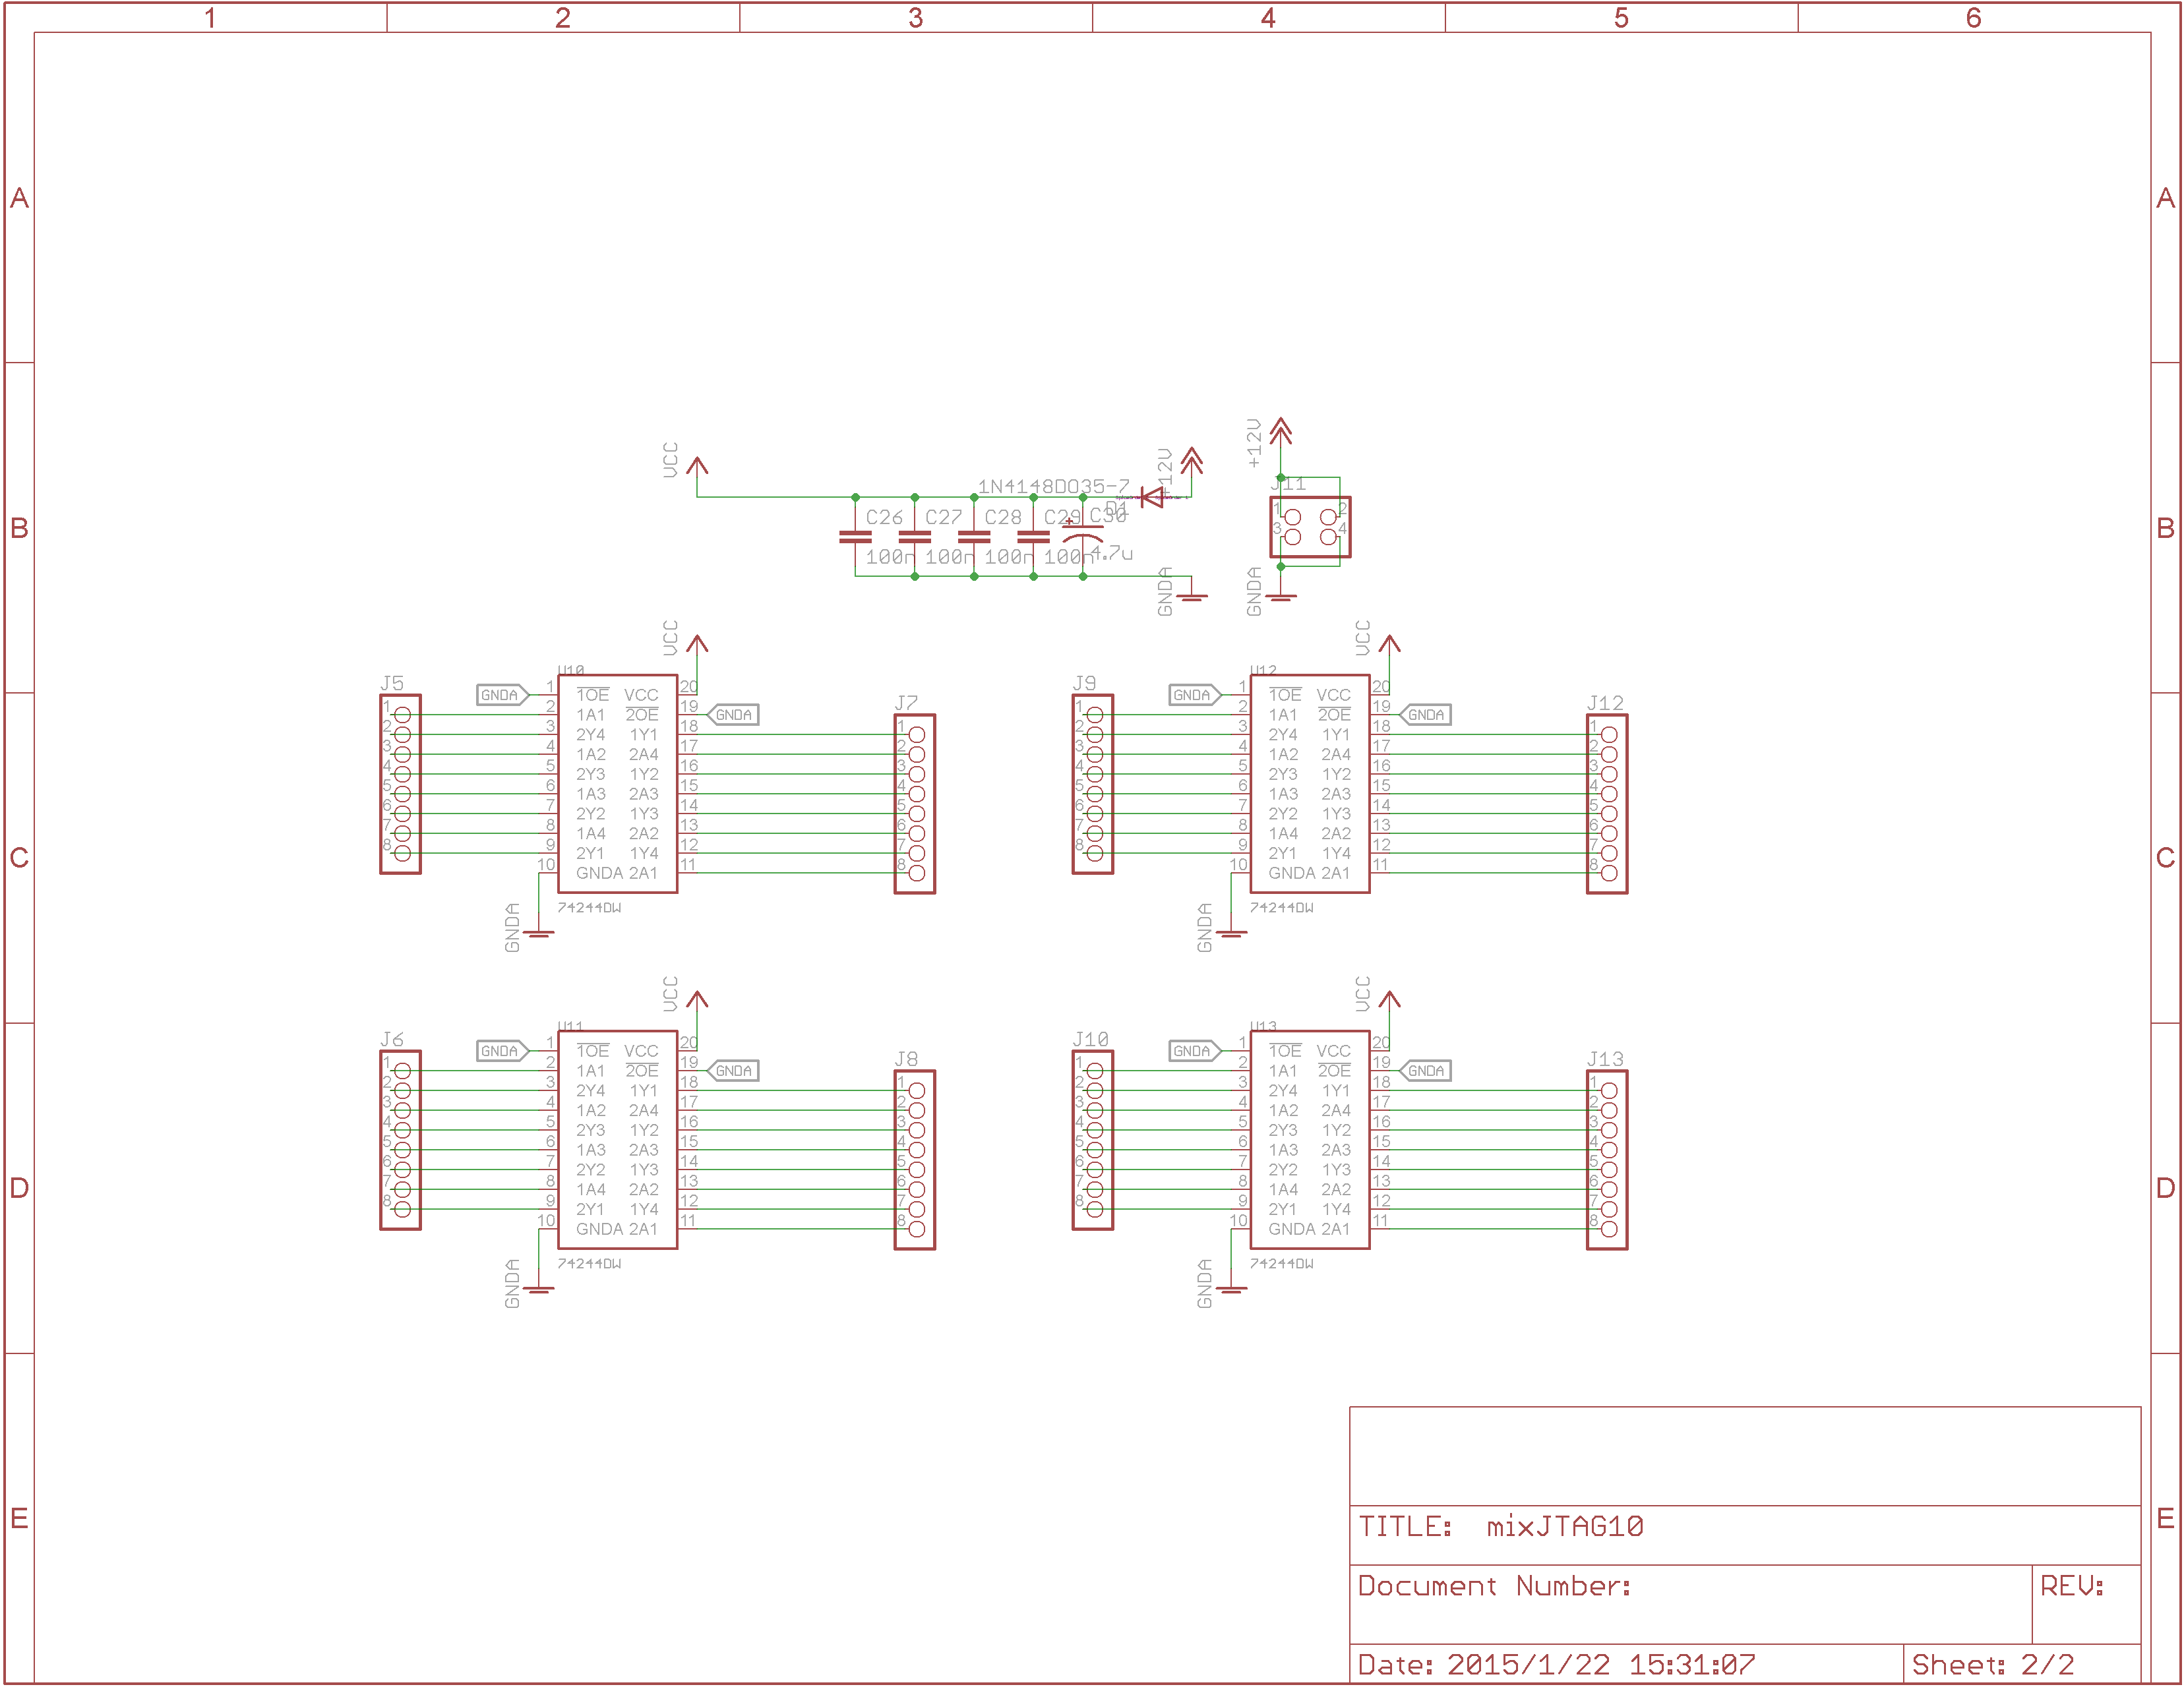 1 2 3 4 5 6
A A
B B
C C
D D
E E
VCC
1N4148DO35-7
D1
+12V
+12V
J11
1 2
3 4
C26 C27 C28 C29 C30
100n 100n 100n 100n 4.7u
GNDA
GNDA
VCC
U10
J5
1
2
3
4
5
6
7
8
GNDA
1 1OE VCC 20
2 1A1 2OE 19
3 2Y4 1Y1 18
4 1A2 2A4 17
5 2Y3 1Y2 16
6 1A3 2A3 15
7 2Y2 1Y3 14
8 1A4 2A2 13
9 2Y1 1Y4 12
10 GNDA 2A1 11
GNDA
74244DW
GNDA
J7
1
2
3
4
5
6
7
8
VCC
U12
J9
1
2
3
4
5
6
7
8
GNDA
1 1OE VCC 20
2 1A1 2OE 19
3 2Y4 1Y1 18
4 1A2 2A4 17
5 2Y3 1Y2 16
6 1A3 2A3 15
7 2Y2 1Y3 14
8 1A4 2A2 13
9 2Y1 1Y4 12
10 GNDA 2A1 11
GNDA
74244DW
GNDA
J12
1
2
3
4
5
6
7
8
VCC
U11
J6
1
2
3
4
5
6
7
8
GNDA
1 1OE VCC 20
2 1A1 2OE 19
3 2Y4 1Y1 18
4 1A2 2A4 17
5 2Y3 1Y2 16
6 1A3 2A3 15
7 2Y2 1Y3 14
8 1A4 2A2 13
9 2Y1 1Y4 12
10 GNDA 2A1 11
GNDA
74244DW
GNDA
J8
1
2
3
4
5
6
7
8
VCC
U13
J10
1
2
3
4
5
6
7
8
GNDA
1 1OE VCC 20
2 1A1 2OE 19
3 2Y4 1Y1 18
4 1A2 2A4 17
5 2Y3 1Y2 16
6 1A3 2A3 15
7 2Y2 1Y3 14
8 1A4 2A2 13
9 2Y1 1Y4 12
10 GNDA 2A1 11
GNDA
74244DW
GNDA
J13
1
2
3
4
5
6
7
8
TITLE: mixJTAG10
Document Number:
REV:
Date: 2015/1/22 15:31:07
Sheet: 2/2